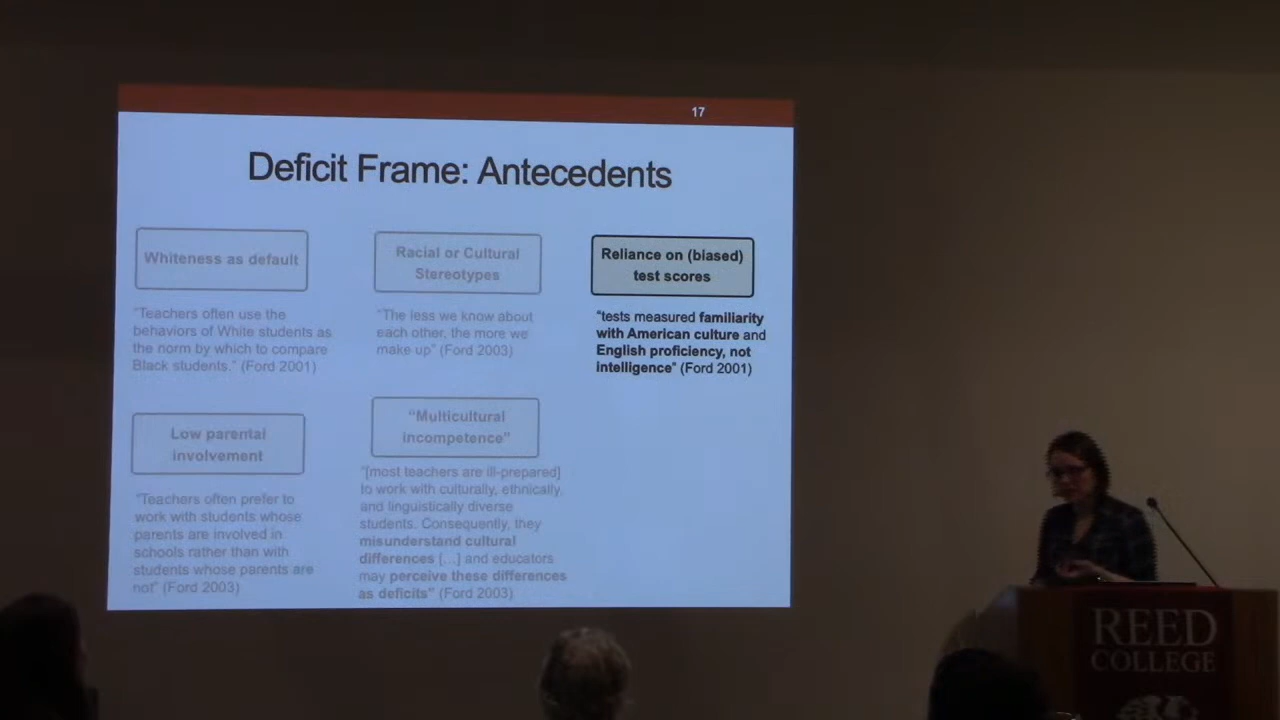 17
Deficit Frame: Antecedents
Whiteness as default
"Teachers often use the
behaviors of White students as
the norm by which to compare
Black students." (Ford 2001)
Racial or Cultural
Stereotypes
"The less we know about
each other, the more we
make up" (Ford 2003)
Reliance on (biased)
test scores
"tests measured familiarity
with American culture and
English proficiency, not
intelligence" (Ford 2001)
Low parental
involvement
"Teachers often prefer to
work with students whose
parents are involved in
schools rather than with
students whose parents are
not" (Ford 2003)
"Multicultural
incompetence"
"[most teachers are ill-prepared]
to work with culturally, ethnically,
and linguistically diverse
students. Consequently, they
misunderstand cultural
differences [...] and educators
may perceive these differences
as deficits" (Ford 2003)
REED
COLLEGE